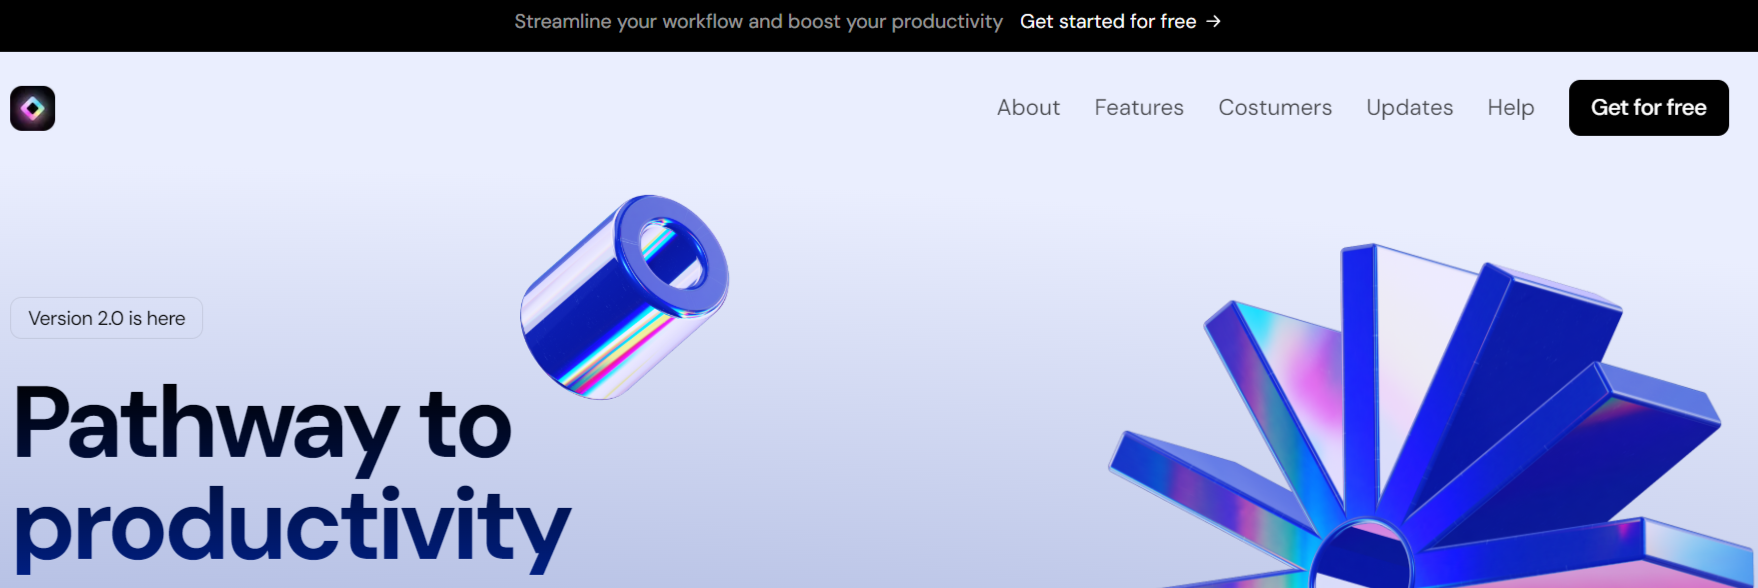 Streamline your workflow and boost your productivity Get started for free →
About Features Costumers Updates Help Get for free
Version 2.0 is here
Pathway to
productivity